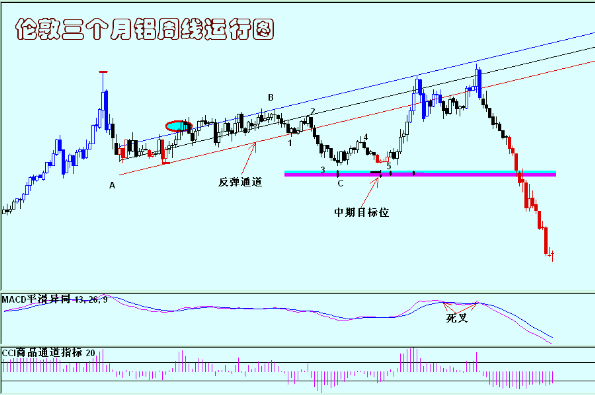 伦敦三个月铝周线运行图
B
2
1
4
反弹通道
3
5
A
C
中期目标位
MACD平滑异同 13, 26, 9
死叉
CCI商品通道指标 20